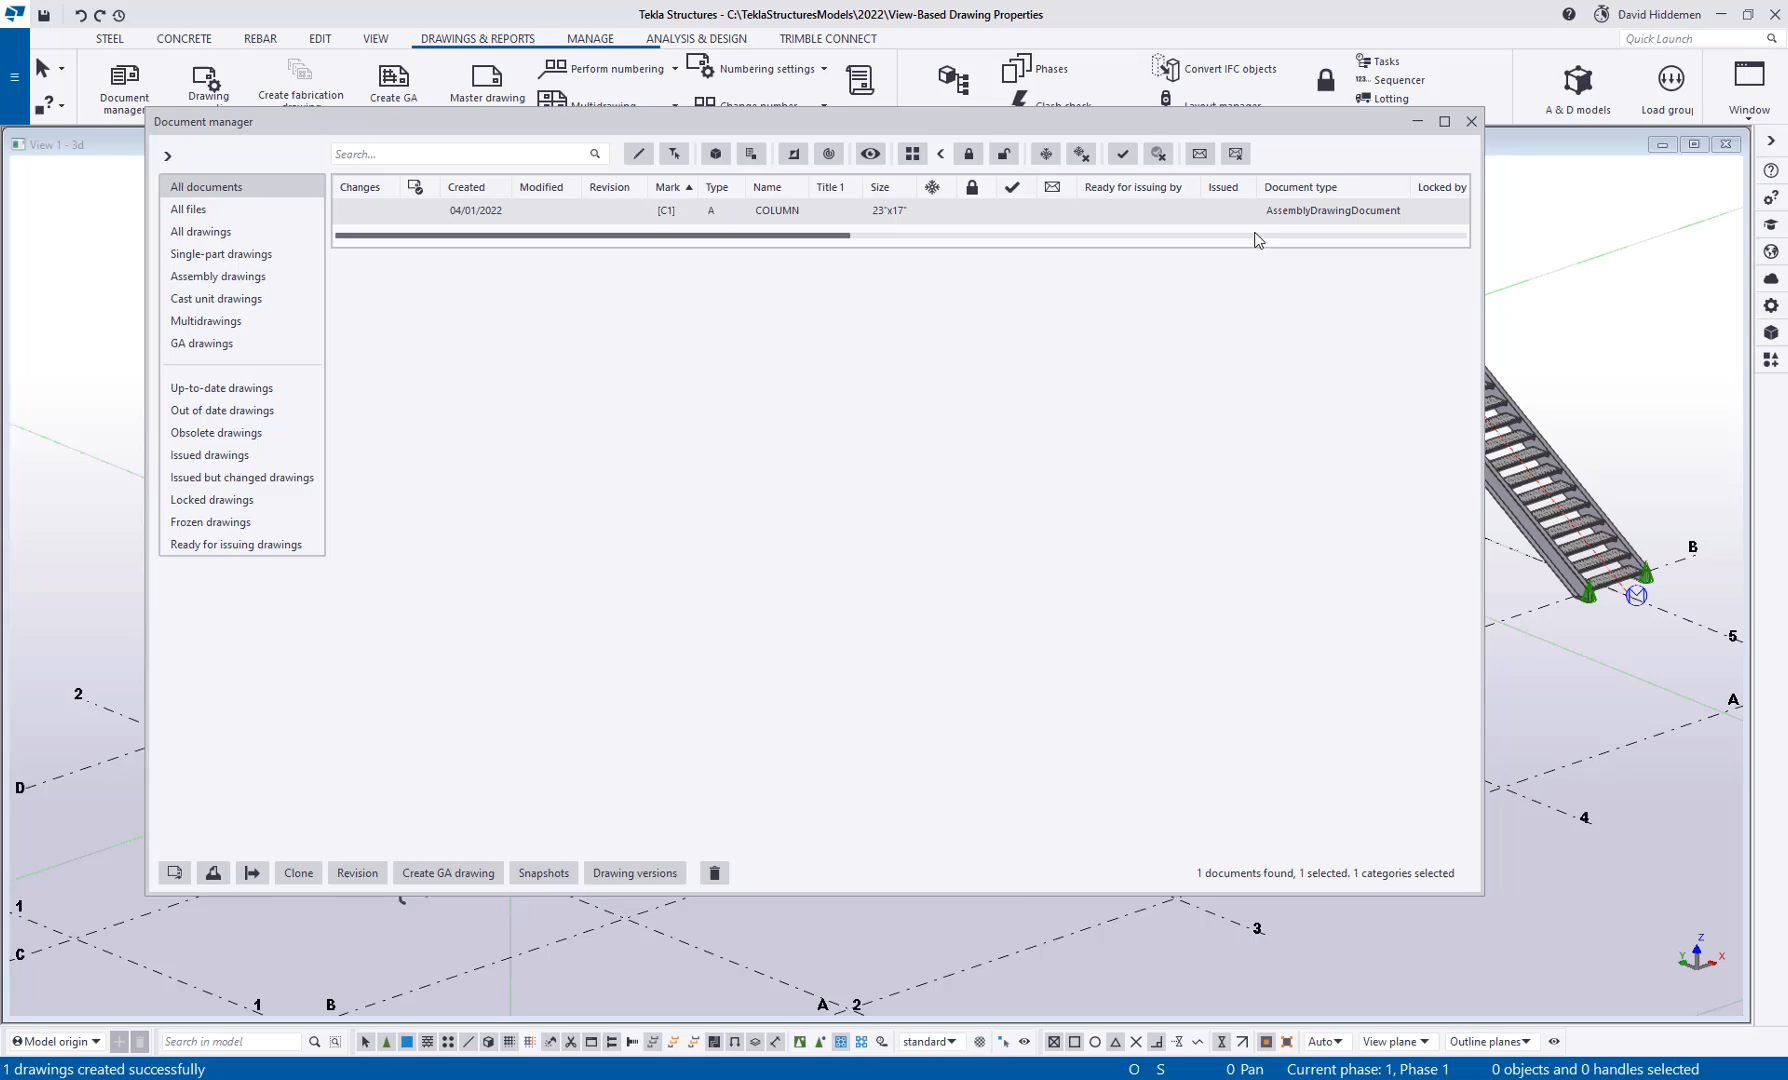 Tekla Structures - C:\TeklaStructuresModels\2022\View-Based Drawing Properties
David Hiddemen
STEEL
CONCRETE
REBAR
EDIT
VIEW
DRAWINGS & REPORTS
MANAGE
ANALYSIS & DESIGN
TRIMBLE CONNECT
Quick Launch
Document manager
Drawing
Create fabrication
Create GA
Master drawing
Perform numbering
Numbering settings
Phases
Convert IFC objects
Tasks
Sequencer
Lotting
A & D models
Load group
Window
View 1 - 3d
Document manager
Search...
All documents
All files
All drawings
Single-part drawings
Assembly drawings
Cast unit drawings
Multidrawings
GA drawings
Up-to-date drawings
Out of date drawings
Obsolete drawings
Issued drawings
Issued but changed drawings
Locked drawings
Frozen drawings
Ready for issuing drawings
Changes Created Modified Revision Mark Type Name Title 1 Size Ready for issuing by Issued Document type Locked by
04/01/2022 [C1] A COLUMN 23"x17" AssemblyDrawingDocument
Clone
Revision
Create GA drawing
Snapshots
Drawing versions
1 documents found, 1 selected. 1 categories selected
2
D
1
C
1
B
A
2
3
4
A
5
B
Z
Y
X
Model origin
Search in model
standard
Auto
View plane
Outline planes
1 drawings created successfully
O S
0 Pan
Current phase: 1, Phase 1
0 objects and 0 handles selected